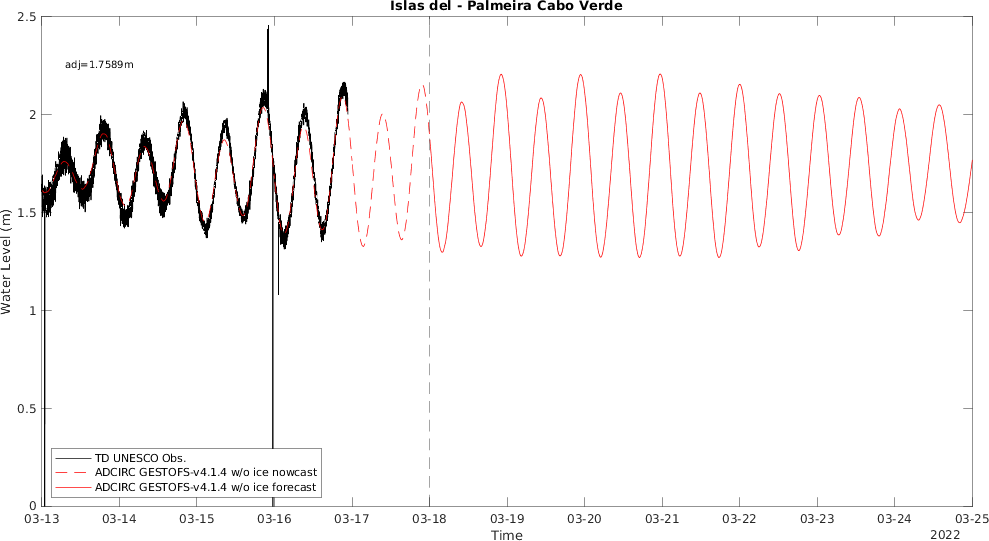 Islas del - Palmeira Cabo Verde
2.5
adj=1.7589m
2
1.5
1
0.5
0
Water Level (m)
TD UNESCO Obs.
ADCIRC GESTOFS-v4.1.4 w/o ice nowcast
ADCIRC GESTOFS-v4.1.4 w/o ice forecast
03-13 03-14 03-15 03-16 03-17 03-18 03-19 03-20 03-21 03-22 03-23 03-24 03-25
Time
2022